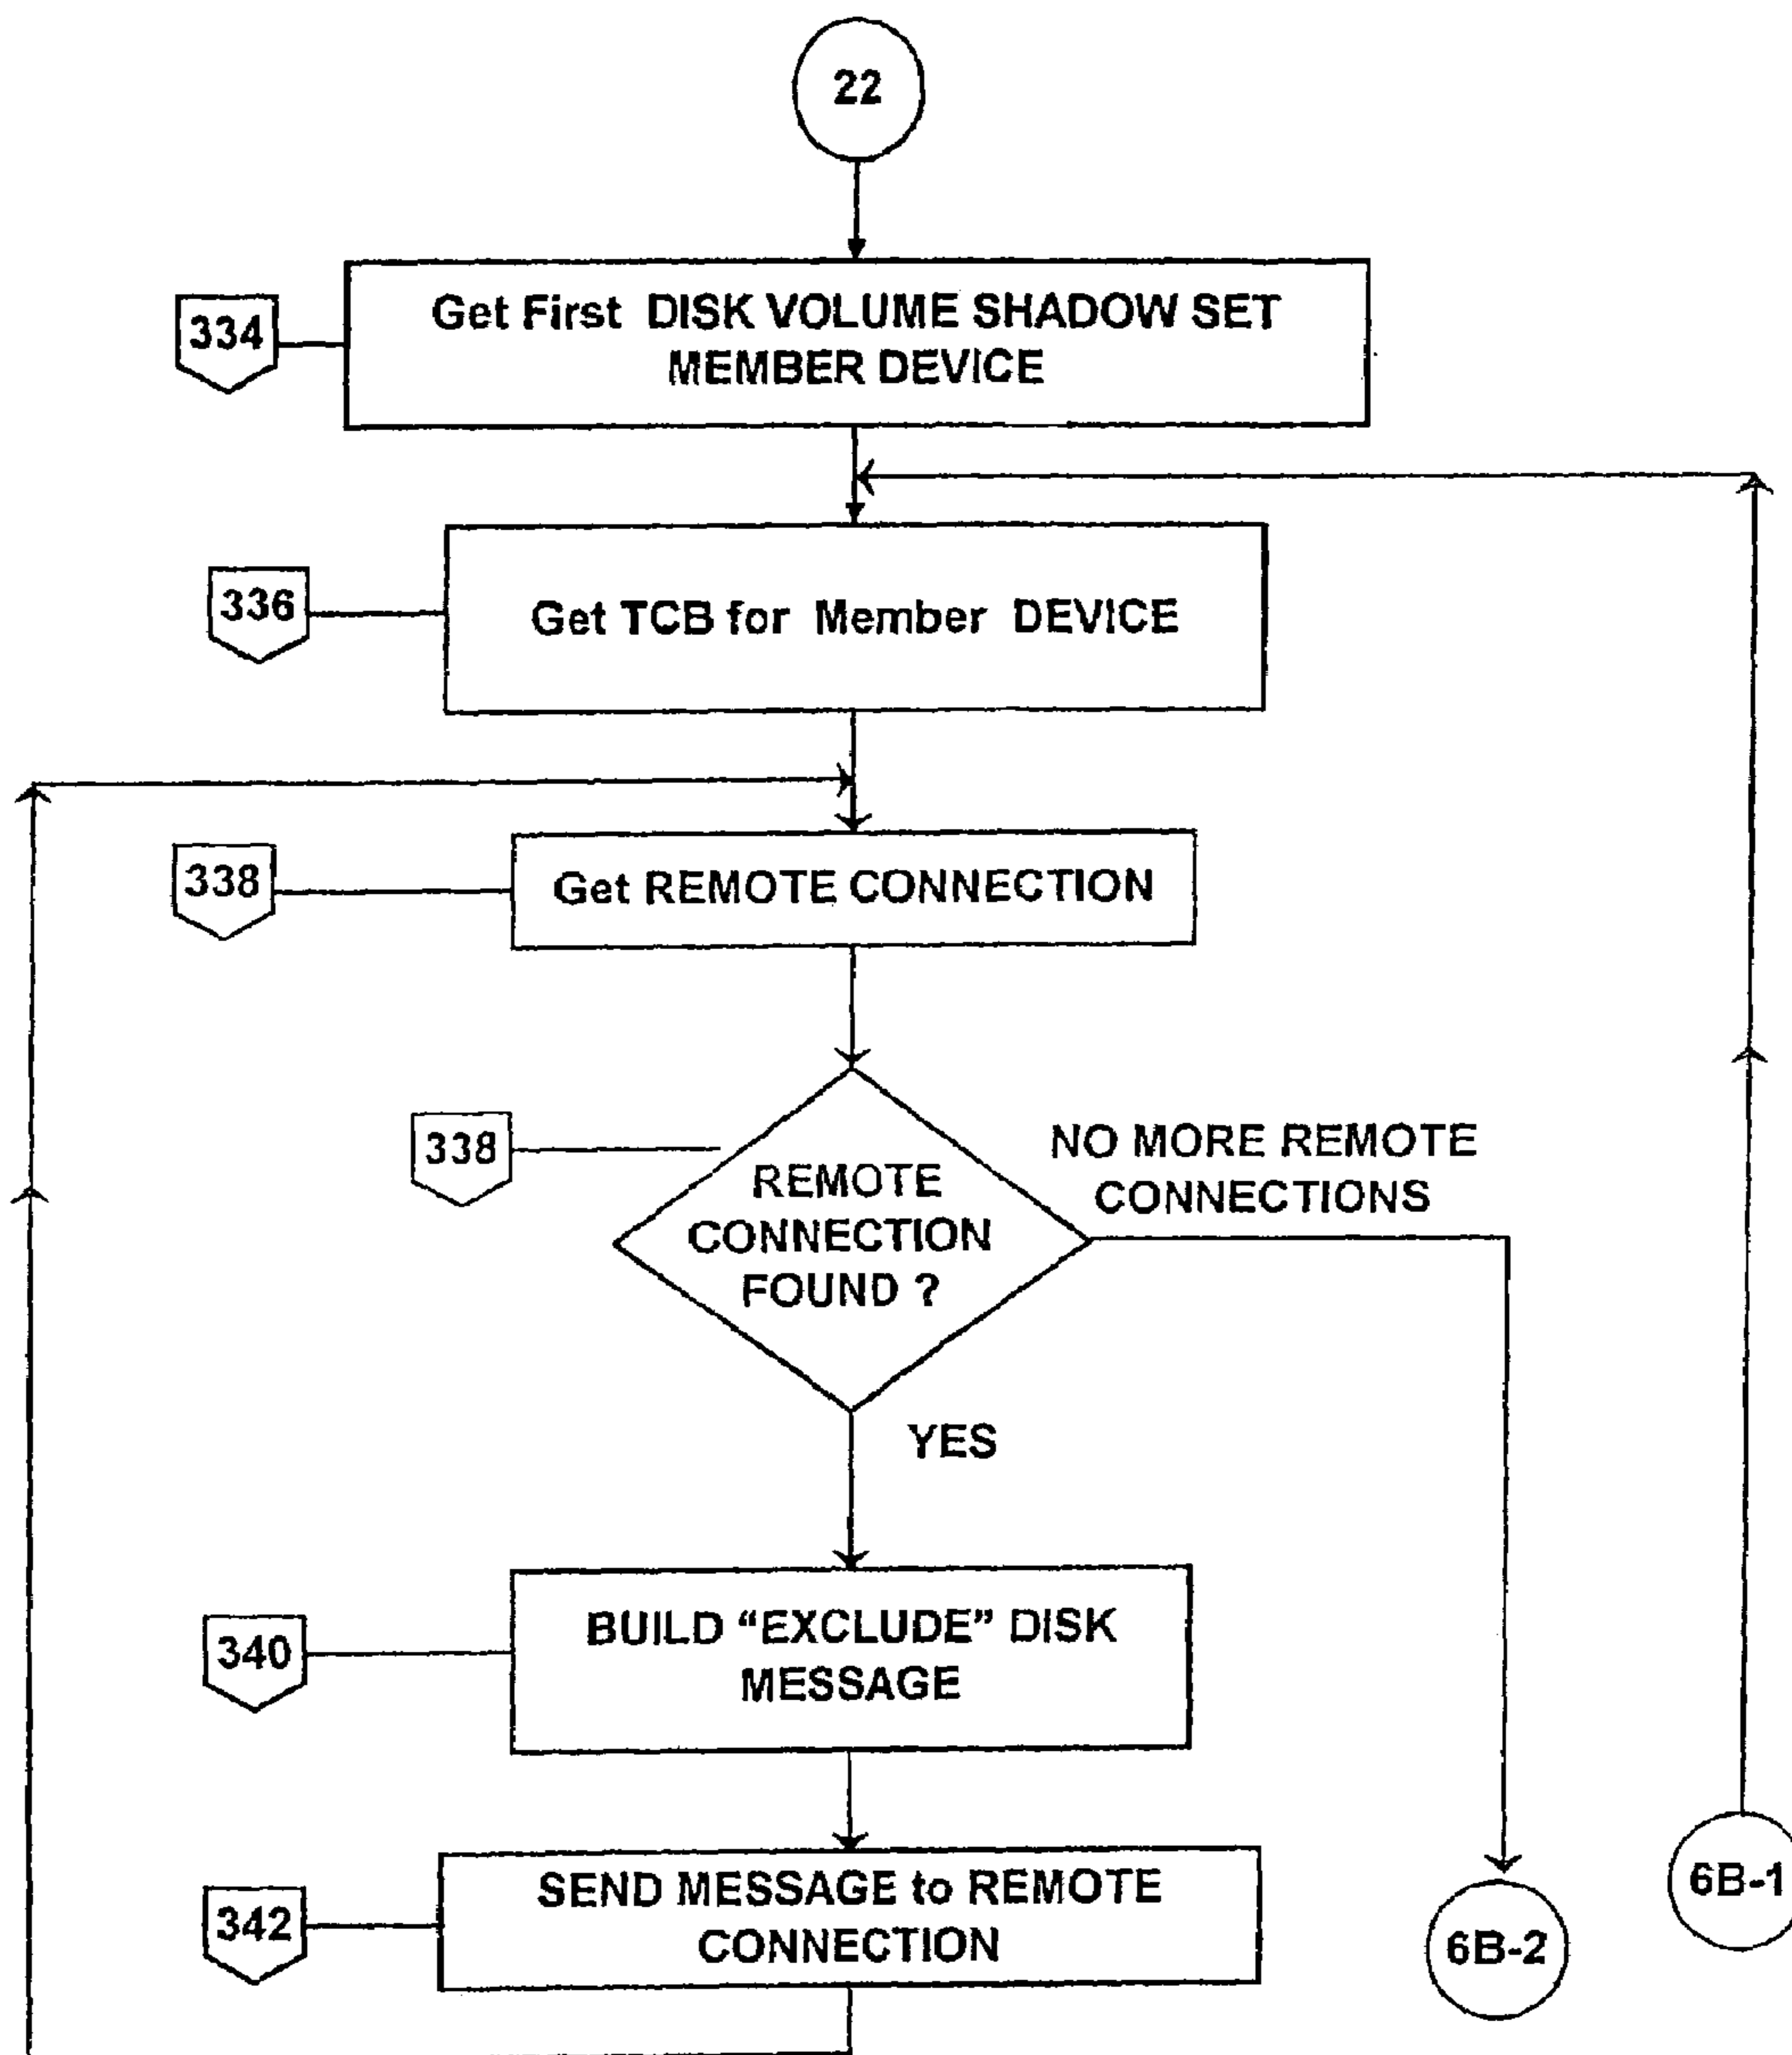 22
334
Get First DISK VOLUME SHADOW SET
MEMBER DEVICE
336
Get TCB for Member DEVICE
338
Get REMOTE CONNECTION
338
REMOTE
CONNECTION
FOUND ?
NO MORE REMOTE
CONNECTIONS
YES
340
BUILD “EXCLUDE” DISK
MESSAGE
342
SEND MESSAGE to REMOTE
CONNECTION
6B-2
6B-1